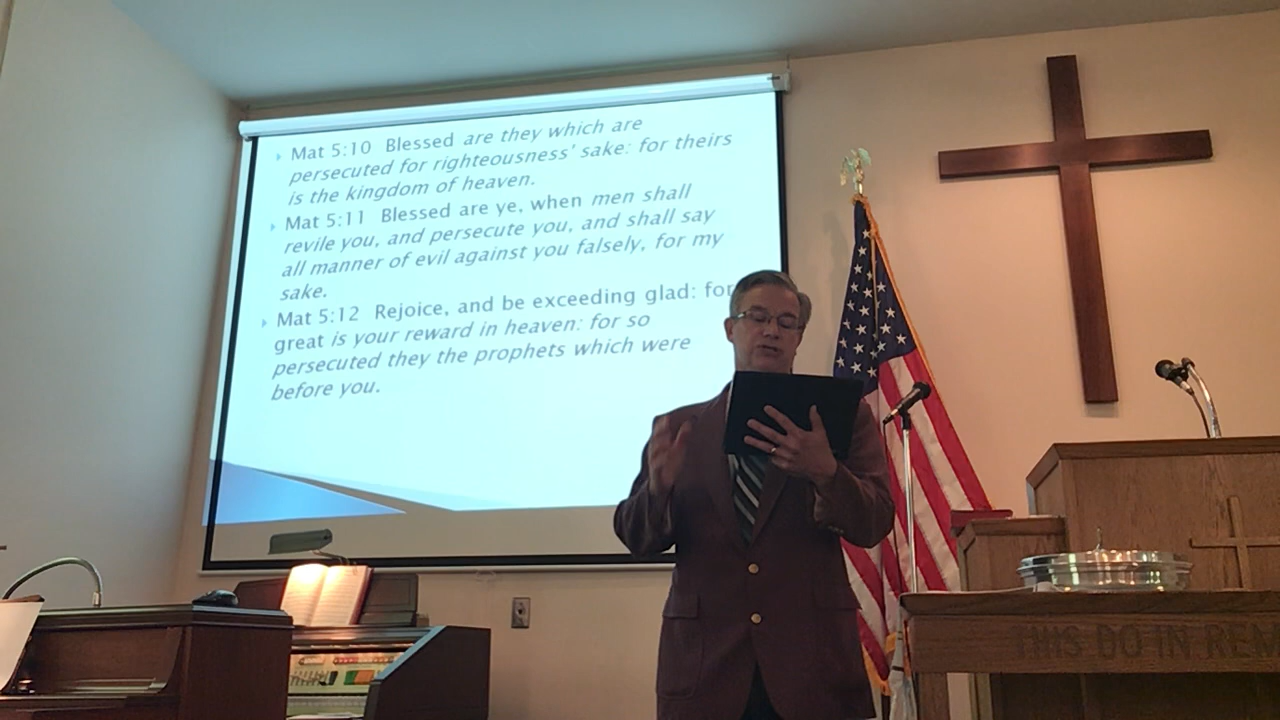 Mat 5:10 Blessed are they which are
persecuted for righteousness' sake: for theirs
is the kingdom of heaven.
Mat 5:11 Blessed are ye, when men shall
revile you, and persecute you, and shall say
all manner of evil against you falsely, for my
sake.
Mat 5:12 Rejoice, and be exceeding glad: for
great is your reward in heaven: for so
persecuted they the prophets which were
before you.
THIS DO IN REM